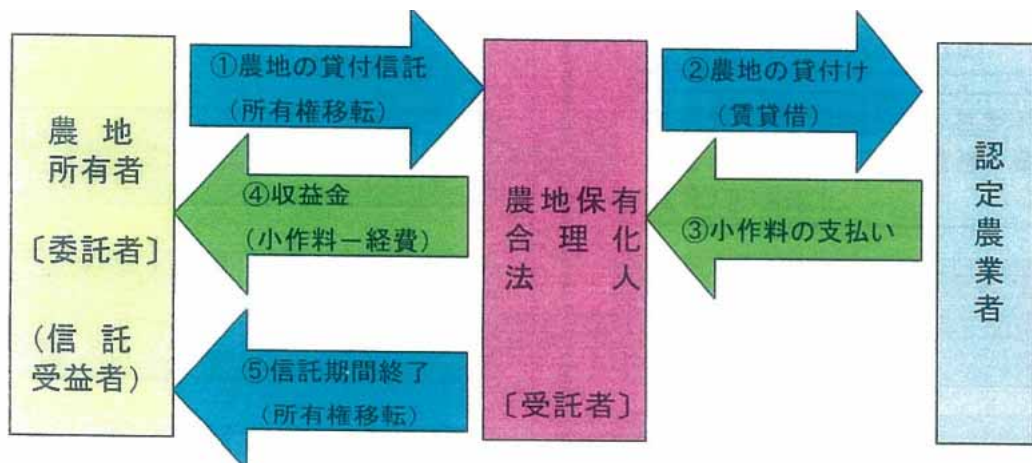 農地
所有者
〔委託者〕
(信託
受益者)
①農地の貸付信託
(所有権移転)
④収益金
(小作料－経費)
⑤信託期間終了
(所有権移転)
農地保有
合理化
法人
〔受託者〕
②農地の貸付け
(賃貸借)
③小作料の支払い
認定農業者